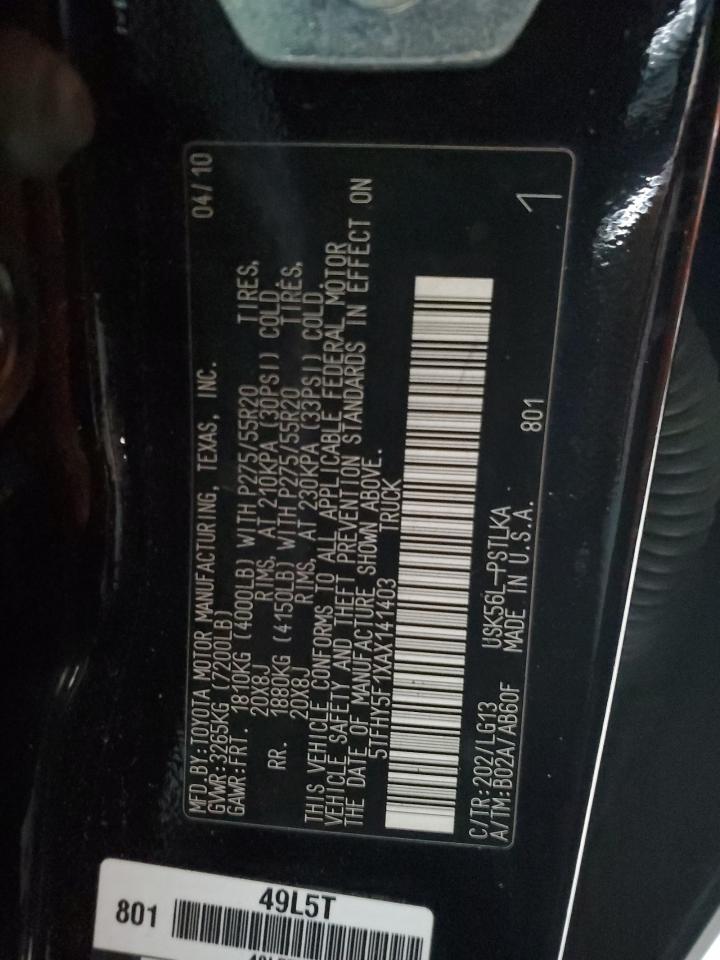 MFD.BY:TOYOTA MOTOR MANUFACTURING, TEXAS, INC. 04/10
GVWR:3265KG (7200LB)
GAWR:FRT. 1810KG (4000LB) WITH P275/55R20 TIRES,
20X8J RIMS, AT 210KPA (30PSI) COLD.
RR. 1880KG (4150LB) WITH P275/55R20 TIRES,
20X8J RIMS, AT 230KPA (33PSI) COLD.
THIS VEHICLE CONFORMS TO ALL APPLICABLE FEDERAL MOTOR
VEHICLE SAFETY AND THEFT PREVENTION STANDARDS IN EFFECT ON
THE DATE OF MANUFACTURE SHOWN ABOVE.
5TFHY5F1XAX141403 TRUCK
C/TR:202/LG13 USK56L-PSTLKA 801
A/TM:B02A/AB60F MADE IN U.S.A. 1
49L5T
801